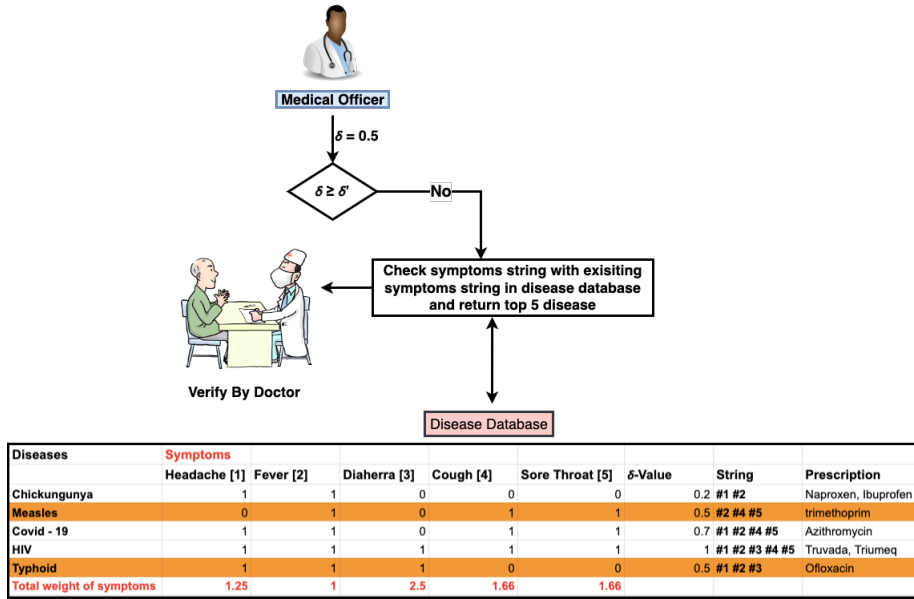 Medical Officer
δ = 0.5
δ ≥ δ'
No
Check symptoms string with exisiting
symptoms string in disease database
and return top 5 disease
Verify By Doctor
Disease Database
Diseases Symptoms
Headache [1] Fever [2] Diaherra [3] Cough [4] Sore Throat [5] δ-Value String Prescription
Chickungunya 1 1 0 0 0 0.2 #1 #2 Naproxen, Ibuprofen
Measles 0 1 0 1 1 0.5 #2 #4 #5 trimethoprim
Covid - 19 1 1 0 1 1 0.7 #1 #2 #4 #5 Azithromycin
HIV 1 1 1 1 1 1 #1 #2 #3 #4 #5 Truvada, Triumeq
Typhoid 1 1 1 0 0 0.5 #1 #2 #3 Ofloxacin
Total weight of symptoms 1.25 1 2.5 1.66 1.66